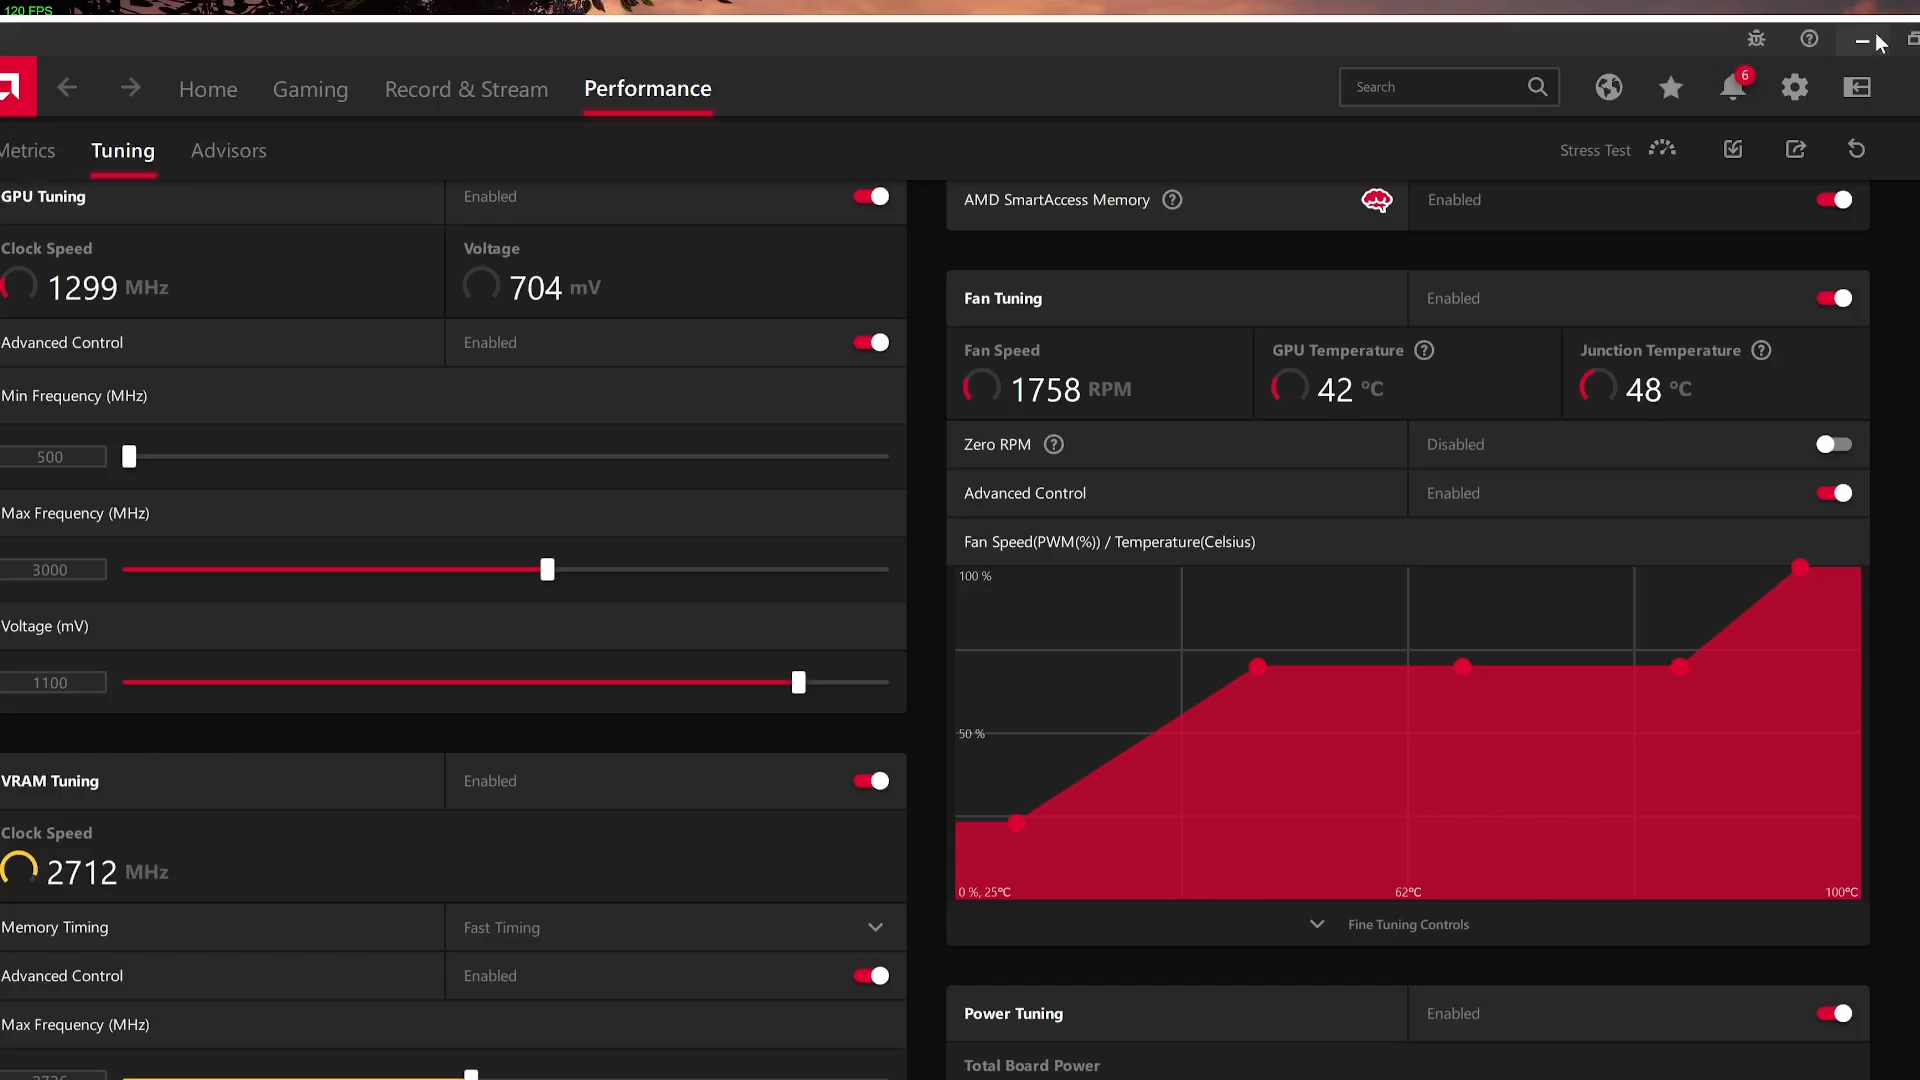 120 FPS
Home
Gaming
Record & Stream
Performance
Search
6
Metrics
Tuning
Advisors
Stress Test
GPU Tuning
Enabled
Clock Speed
1299 MHz
Voltage
704 mV
Advanced Control
Enabled
Min Frequency (MHz)
500
Max Frequency (MHz)
3000
Voltage (mV)
1100
VRAM Tuning
Enabled
Clock Speed
2712 MHz
Memory Timing
Fast Timing
Advanced Control
Enabled
Max Frequency (MHz)
AMD SmartAccess Memory
Enabled
Fan Tuning
Enabled
Fan Speed
1758 RPM
GPU Temperature
42 °C
Junction Temperature
48 °C
Zero RPM
Disabled
Advanced Control
Enabled
Fan Speed(PWM(%)) / Temperature(Celsius)
100 %
50 %
0 %, 25°C
62°C
100°C
Fine Tuning Controls
Power Tuning
Enabled
Total Board Power